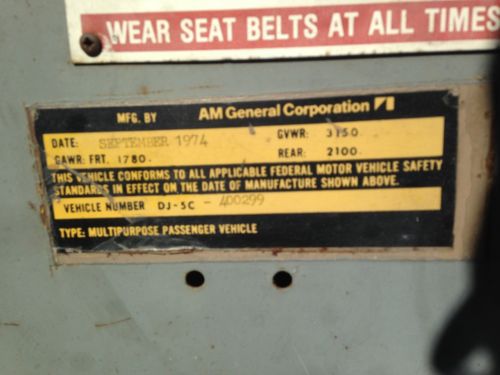 WEAR SEAT BELTS AT ALL TIMES
MFG. BY AM General Corporation
DATE: SEPTEMBER 1974 GVWR: 3150.
GAWR: FRT. 1780. REAR: 2100.
THIS VEHICLE CONFORMS TO ALL APPLICABLE FEDERAL MOTOR VEHICLE SAFETY
STANDARDS IN EFFECT ON THE DATE OF MANUFACTURE SHOWN ABOVE.
VEHICLE NUMBER DJ-5C - 400299
TYPE: MULTIPURPOSE PASSENGER VEHICLE